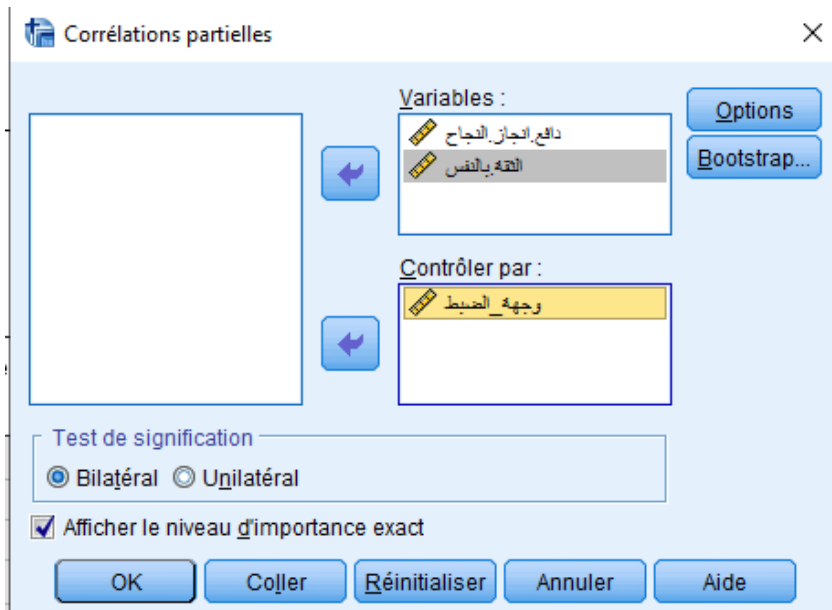 Corrélations partielles
Variables :
دافع.انجاز.النجاح
الثقة.بالنفس
Options
Bootstrap...
Contrôler par :
وجهة_الضبط
Test de signification
Bilatéral
Unilatéral
Afficher le niveau d'importance exact
OK
Coller
Réinitialiser
Annuler
Aide